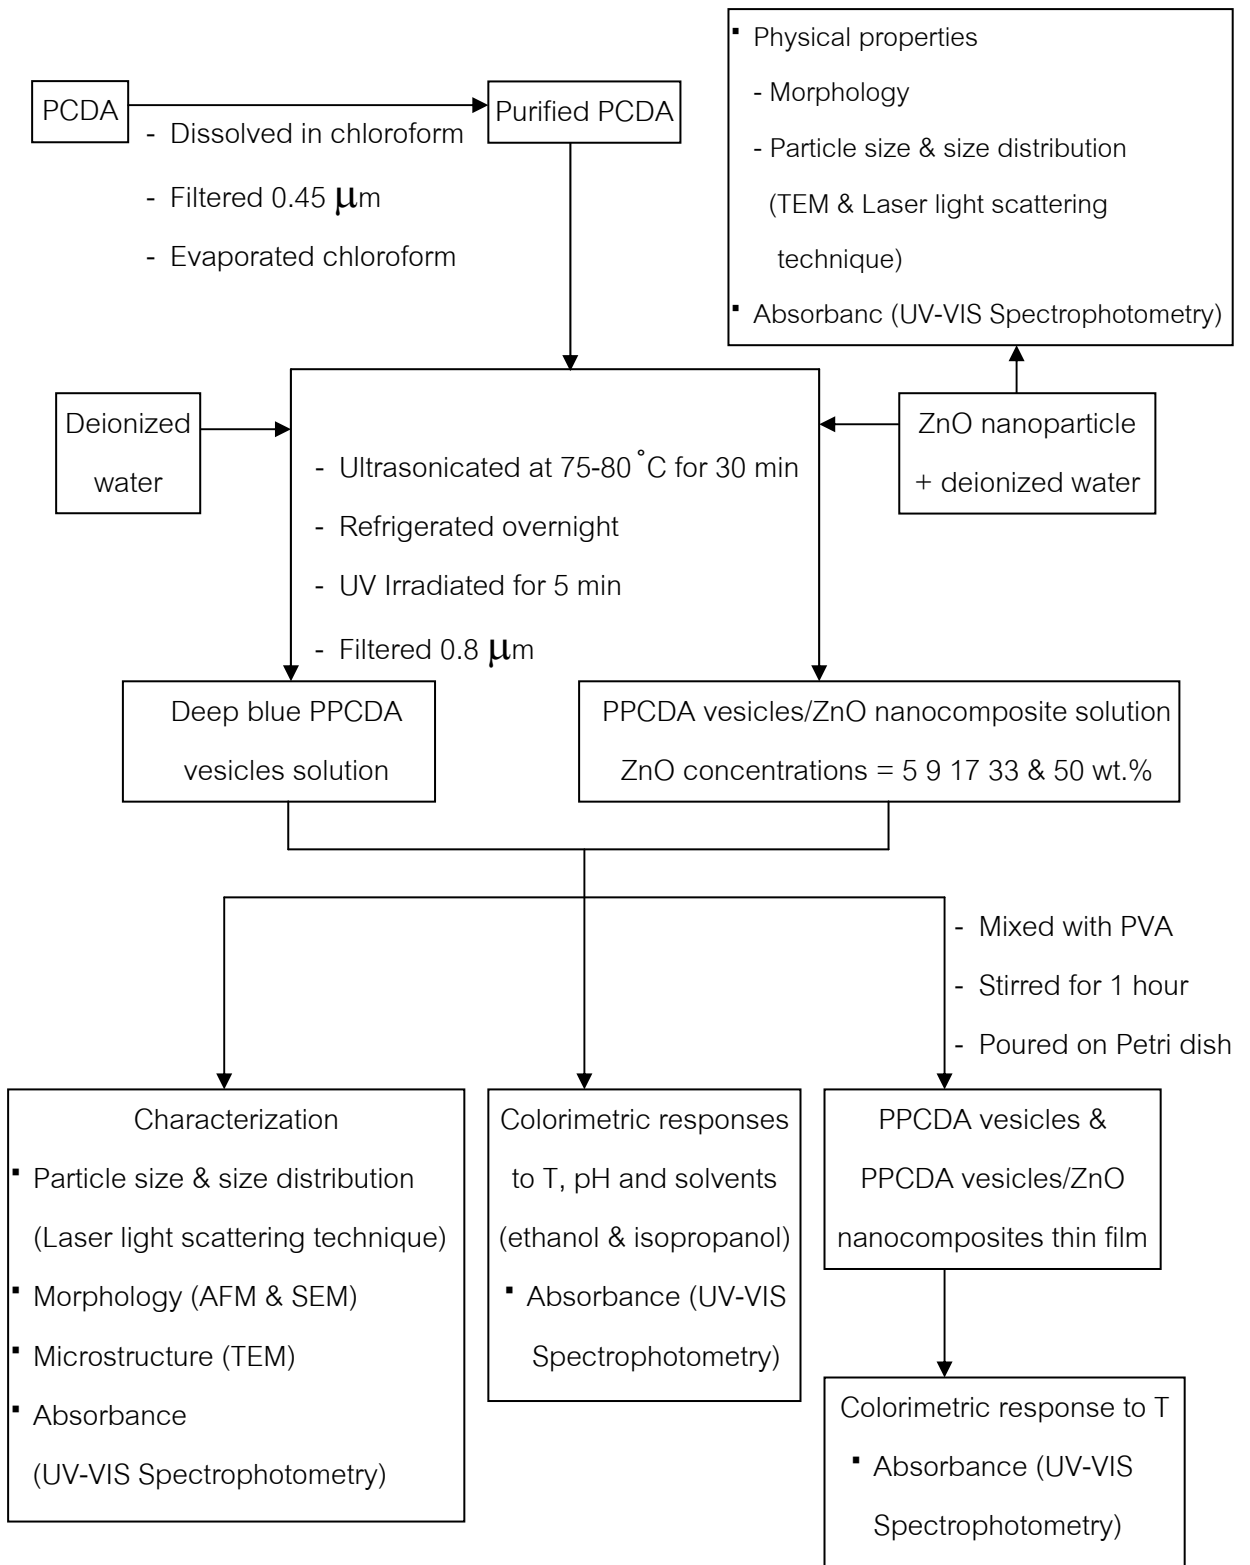 PCDA
- Dissolved in chloroform
- Filtered 0.45 μm
- Evaporated chloroform
Purified PCDA
▪ Physical properties
- Morphology
- Particle size & size distribution
(TEM & Laser light scattering
technique)
▪ Absorbanc (UV-VIS Spectrophotometry)
Deionized
water
- Ultrasonicated at 75-80 °C for 30 min
- Refrigerated overnight
- UV Irradiated for 5 min
- Filtered 0.8 μm
ZnO nanoparticle
+ deionized water
Deep blue PPCDA
vesicles solution
PPCDA vesicles/ZnO nanocomposite solution
ZnO concentrations = 5 9 17 33 & 50 wt.%
- Mixed with PVA
- Stirred for 1 hour
- Poured on Petri dish
Characterization
▪ Particle size & size distribution
(Laser light scattering technique)
▪ Morphology (AFM & SEM)
▪ Microstructure (TEM)
▪ Absorbance
(UV-VIS Spectrophotometry)
Colorimetric responses
to T, pH and solvents
(ethanol & isopropanol)
▪ Absorbance (UV-VIS
Spectrophotometry)
PPCDA vesicles &
PPCDA vesicles/ZnO
nanocomposites thin film
Colorimetric response to T
▪ Absorbance (UV-VIS
Spectrophotometry)